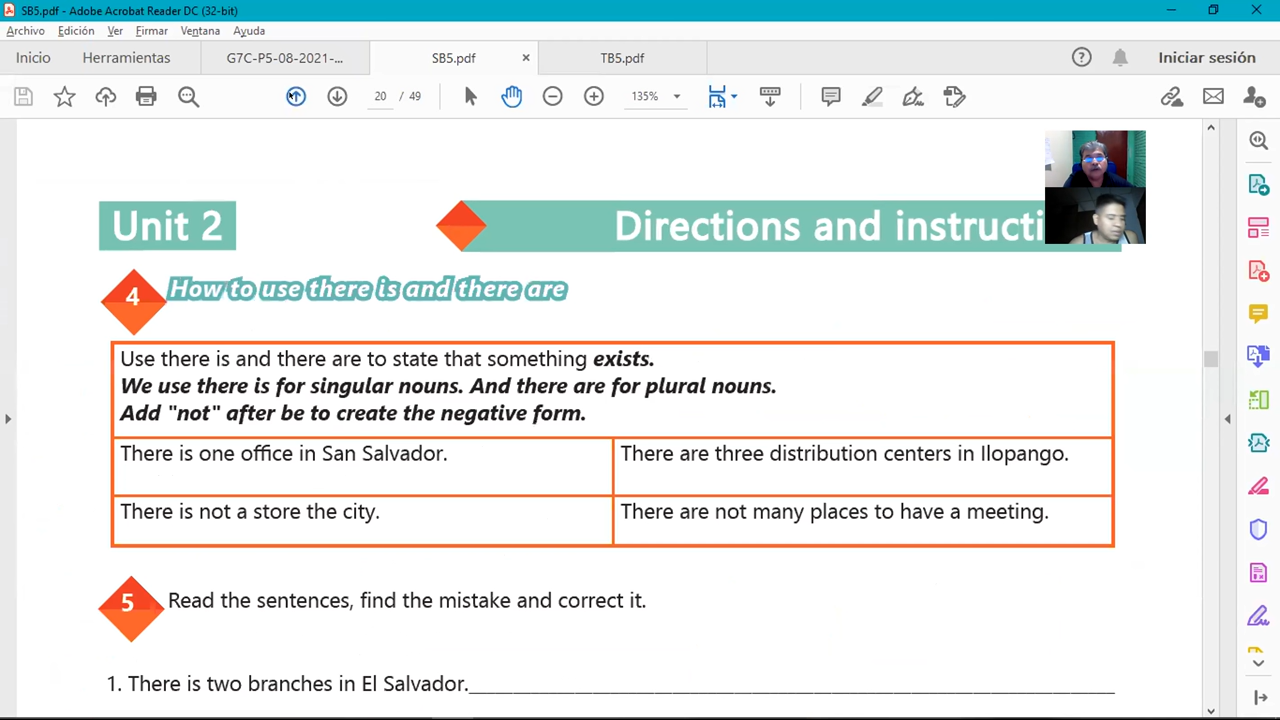 SB5.pdf - Adobe Acrobat Reader DC (32-bit)
Archivo Edición Ver Firmar Ventana Ayuda
Inicio Herramientas G7C-P5-08-2021-... SB5.pdf × TB5.pdf Iniciar sesión
20 / 49 135%
Unit 2 Directions and instructi
4 How to use there is and there are
Use there is and there are to state that something exists.
We use there is for singular nouns. And there are for plural nouns.
Add "not" after be to create the negative form.
There is one office in San Salvador. There are three distribution centers in Ilopango.
There is not a store the city. There are not many places to have a meeting.
5 Read the sentences, find the mistake and correct it.
1. There is two branches in El Salvador.